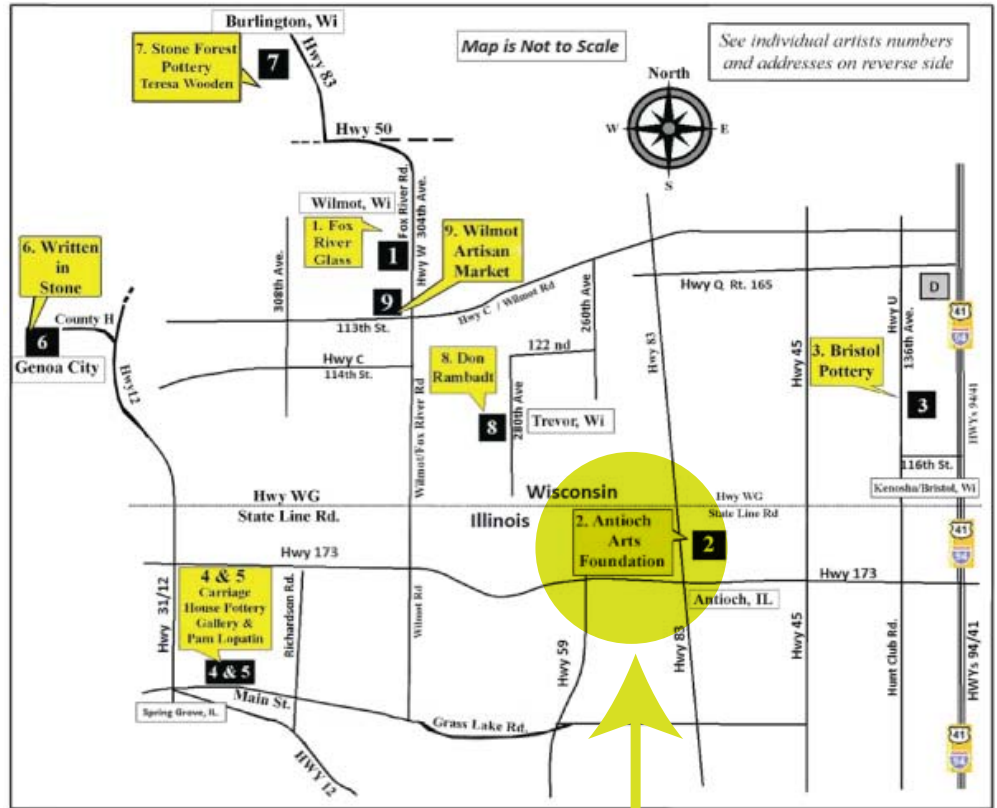 Burlington, Wi
7. Stone Forest
Pottery
Teresa Wooden
7
Hwy 83
Map is Not to Scale
See individual artists numbers
and addresses on reverse side
North
W
E
S
Hwy 50
Wilmot, Wi
Fox River Rd.
Hwy W 304th Ave.
1. Fox
River
Glass
1
9. Wilmot
Artisan
Market
9
308th Ave.
113th St.
Hwy C / Wilmot Rd
260th Ave
Hwy Q Rt. 165
Hwy U
136th Ave.
D
41
94
6. Written
in
Stone
County H
6
Genoa City
Hwy12
Hwy C
114th St.
Wilmot/Fox River Rd
8. Don
Rambadt
8
122 nd
280th Ave
Trevor, Wi
Hwy 83
Hwy 45
3. Bristol
Pottery
3
HWYs 94/41
116th St.
Kenosha/Bristol, Wi
Hwy WG
State Line Rd.
Wisconsin
Illinois
Hwy WG
State Line Rd
41
94
2. Antioch
Arts
Foundation
2
Hwy 173
Hwy 173
Antioch, IL
4 & 5
Carriage
House Pottery
Gallery &
Pam Lopatin
4 & 5
Hwy 31/12
Richardson Rd.
Wilmot Rd
Hwy 59
Hwy 83
Hwy 45
Hunt Club Rd.
HWYs 94/41
Main St.
Spring Grove, IL.
Grass Lake Rd.
HWY 12
41
94